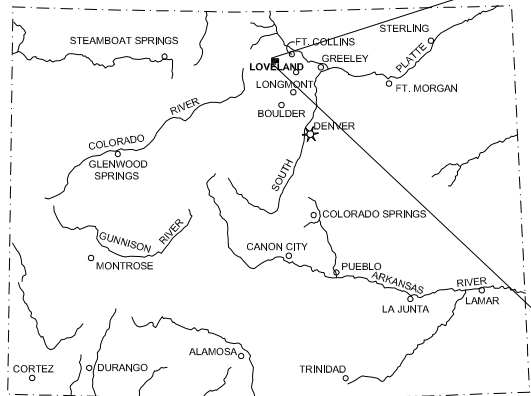 STERLING
STEAMBOAT SPRINGS
FT. COLLINS
PLATTE
GREELEY
LOVELAND
LONGMONT
FT. MORGAN
RIVER
BOULDER
DENVER
COLORADO
GLENWOOD
SPRINGS
SOUTH
COLORADO SPRINGS
GUNNISON
RIVER
CANON CITY
MONTROSE
PUEBLO
ARKANSAS
RIVER
LAMAR
LA JUNTA
ALAMOSA
CORTEZ
DURANGO
TRINIDAD